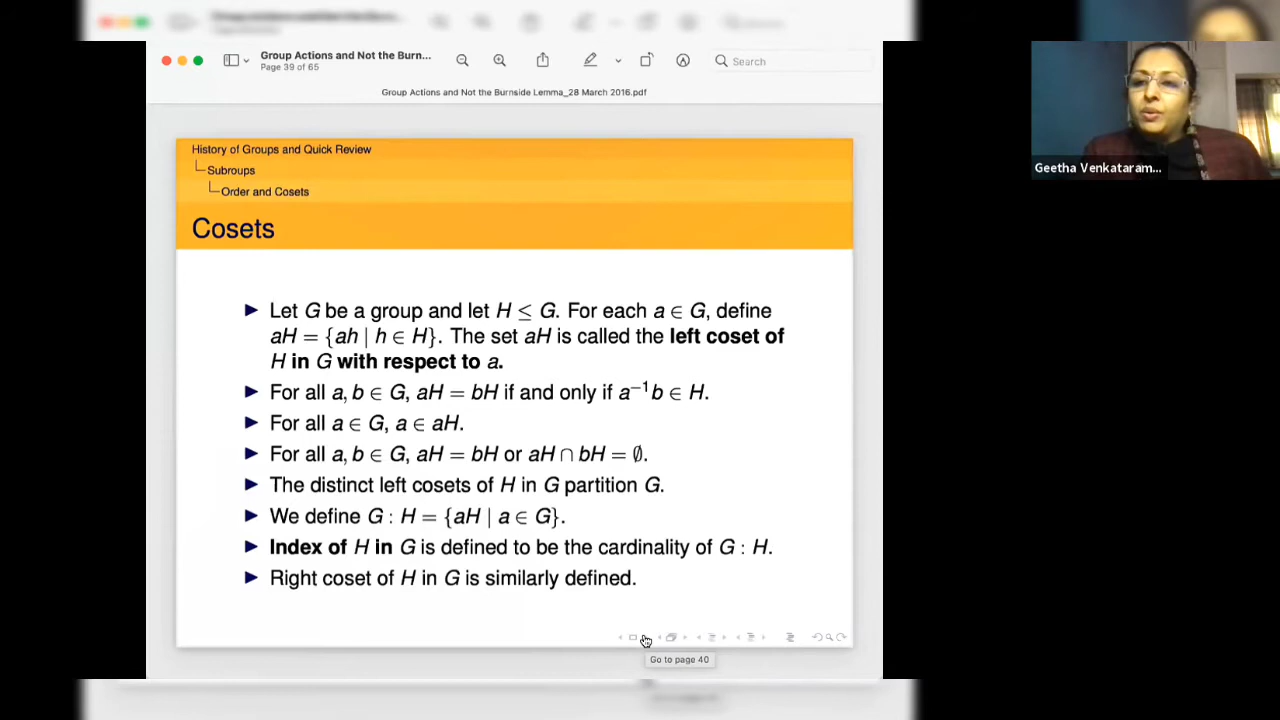 Group Actions and Not the Burn...
Page 39 of 65
Search
Group Actions and Not the Burnside Lemma_28 March 2016.pdf
Geetha Venkataram...
History of Groups and Quick Review
Subroups
Order and Cosets
Cosets
Let G be a group and let H ≤ G. For each a ∈ G, define
aH = {ah | h ∈ H}. The set aH is called the left coset of
H in G with respect to a.
For all a, b ∈ G, aH = bH if and only if a⁻¹b ∈ H.
For all a ∈ G, a ∈ aH.
For all a, b ∈ G, aH = bH or aH ∩ bH = ∅.
The distinct left cosets of H in G partition G.
We define G : H = {aH | a ∈ G}.
Index of H in G is defined to be the cardinality of G : H.
Right coset of H in G is similarly defined.
Go to page 40